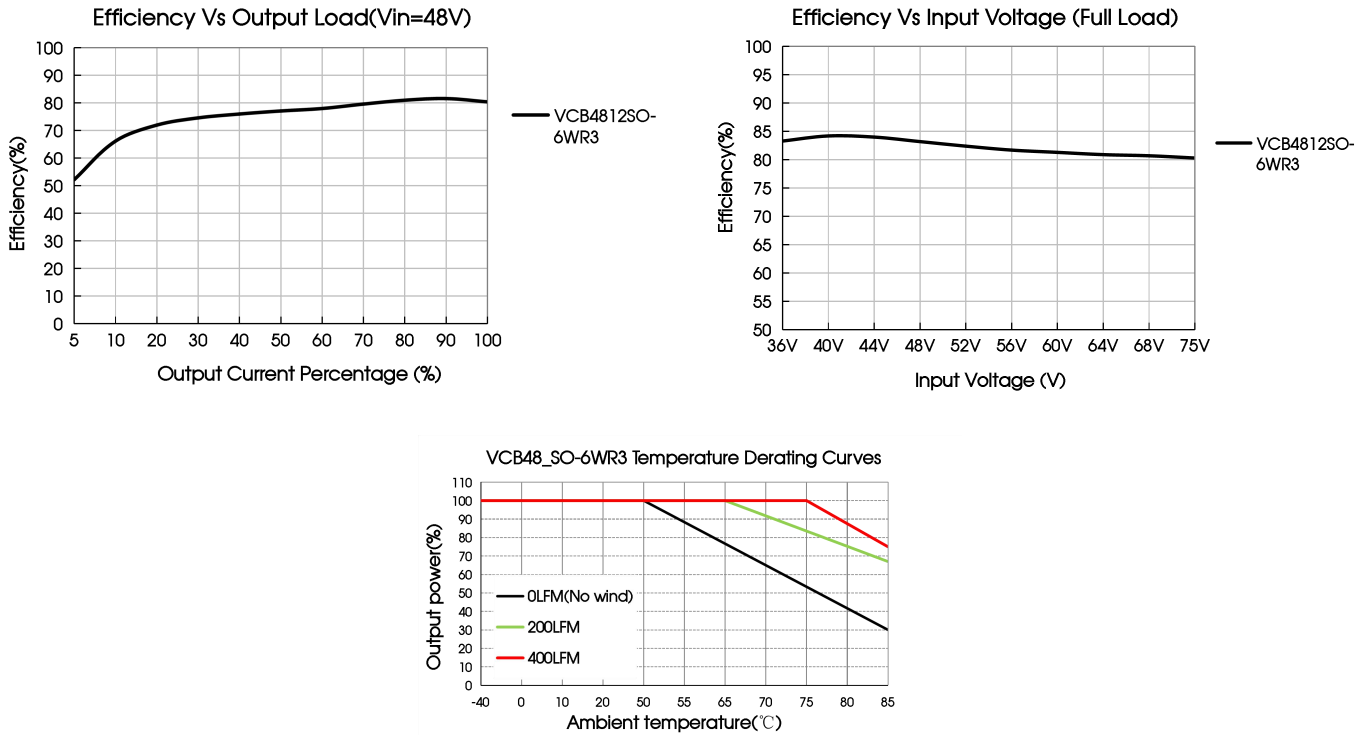 Efficiency Vs Output Load(Vin=48V)
100
90
80
70
60
50
40
30
20
10
0
Efficiency(%)
5 10 20 30 40 50 60 70 80 90 100
Output Current Percentage (%)
VCB4812SO-
6WR3
Efficiency Vs Input Voltage (Full Load)
100
95
90
85
80
75
70
65
60
55
50
Efficiency(%)
36V 40V 44V 48V 52V 56V 60V 64V 68V 75V
Input Voltage (V)
VCB4812SO-
6WR3
VCB48_SO-6WR3 Temperature Derating Curves
110
100
90
80
70
60
50
40
30
20
10
0
Output power(%)
0LFM(No wind)
200LFM
400LFM
-40 0 10 20 50 55 65 70 75 80 85
Ambient temperature(℃)